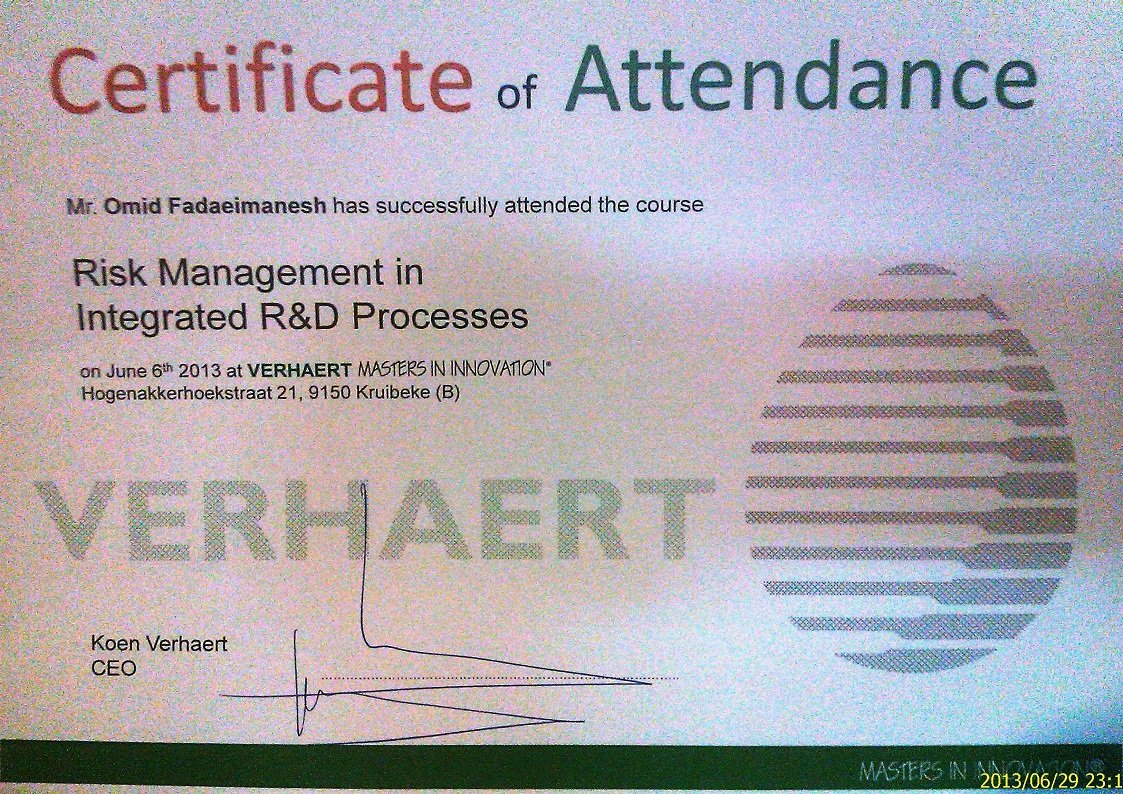 Certificate of Attendance
Mr. Omid Fadaeimanesh has successfully attended the course
Risk Management in
Integrated R&D Processes
on June 6th 2013 at VERHAERT MASTERS IN INNOVATION®
Hogenakkerhoekstraat 21, 9150 Kruibeke (B)
VERHAERT
Koen Verhaert
CEO
MASTERS IN INNOVATION®
2013/06/29 23:1